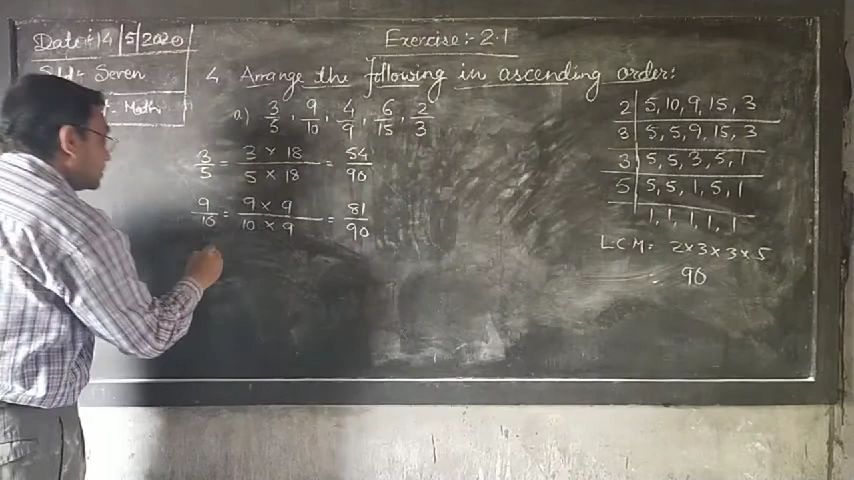 Date:- 14/5/2020
Exercise:- 2.1
Std:- Seven
4 Arrange the following in ascending order:
Maths
a) 3/5, 9/10, 4/9, 6/15, 2/3
3/5 = 3 × 18 / 5 × 18 = 54/90
9/10 = 9 × 9 / 10 × 9 = 81/90
2 | 5, 10, 9, 15, 3
3 | 5, 5, 9, 15, 3
3 | 5, 5, 3, 5, 1
5 | 5, 5, 1, 5, 1
1, 1, 1, 1, 1
L.C.M = 2×3×3×5
90